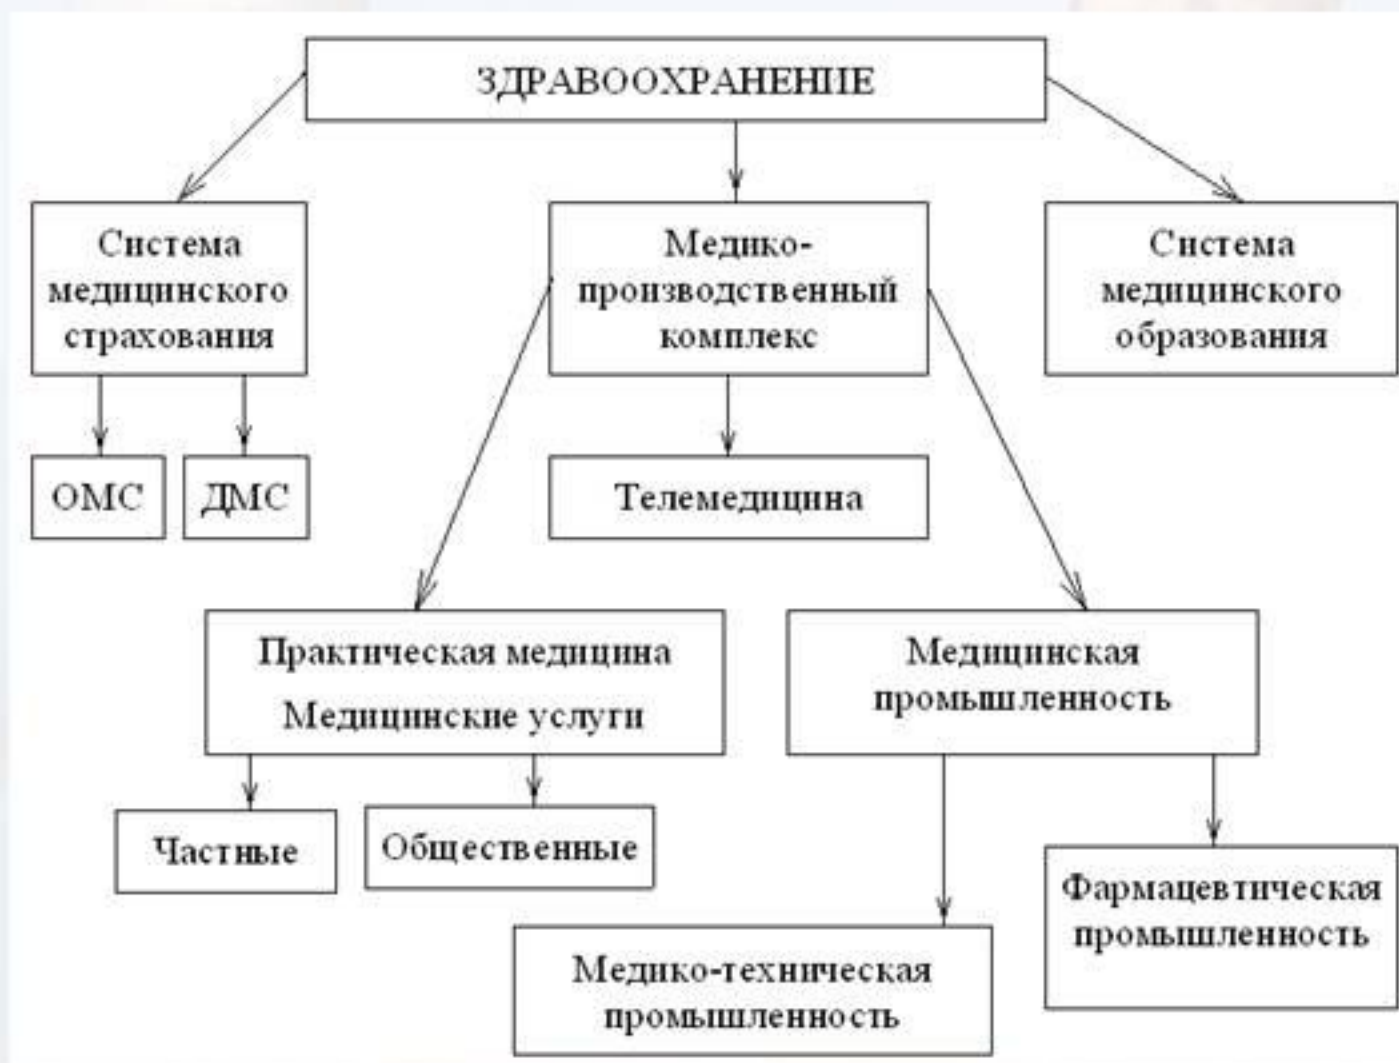 ЗДРАВООХРАНЕНИЕ
Система
медицинского
страхования
Медико-
производственный
комплекс
Система
медицинского
образования
ОМС
ДМС
Телемедицина
Практическая медицина
Медицинские услуги
Медицинская
промышленность
Частные
Общественные
Фармацевтическая
промышленность
Медико-техническая
промышленность